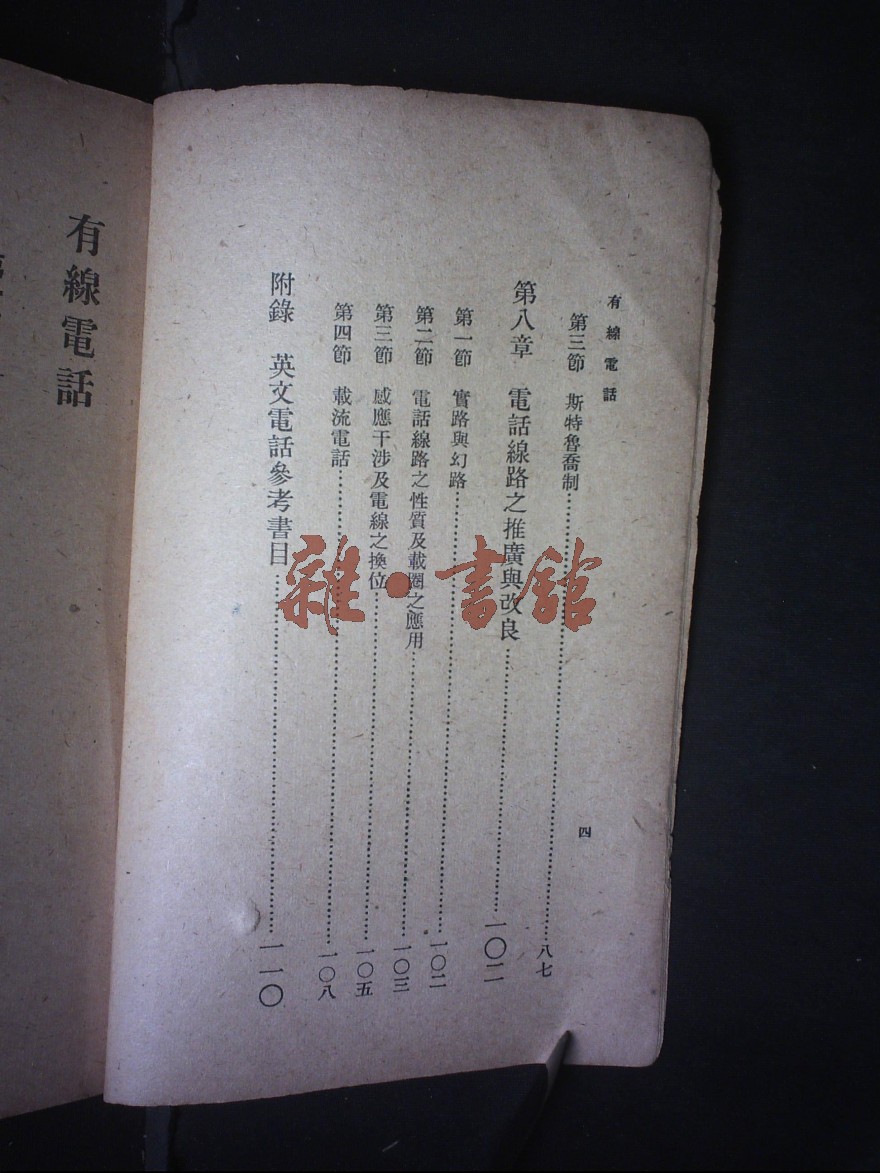 有線電話
四
第三節 斯特魯喬制……八七
第八章 電話線路之推廣與改良……一〇二
第一節 實路與幻路……一〇二
第二節 電話線路之性質及載圈之應用……一〇三
第三節 感應干涉及電線之換位……一〇五
第四節 載流電話……一〇八
附錄 英文電話參考書目……一一〇
有線電話
雜·書館